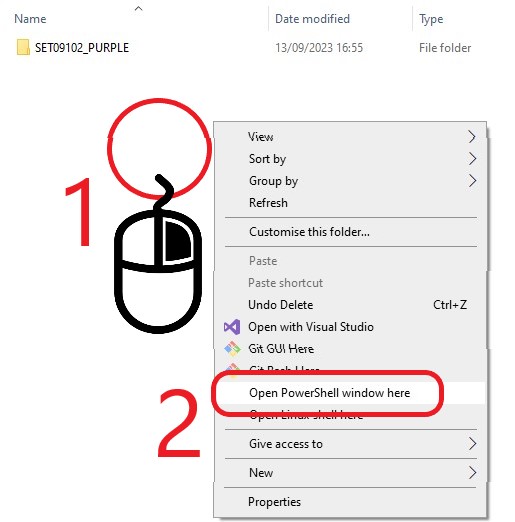 Name Date modified Type
SET09102_PURPLE 13/09/2023 16:55 File folder
1
View
Sort by
Group by
Refresh
Customise this folder...
Paste
Paste shortcut
Undo Delete Ctrl+Z
Open with Visual Studio
Git GUI Here
Git Bash Here
2
Open PowerShell window here
Open Linux shell here
Give access to
New
Properties